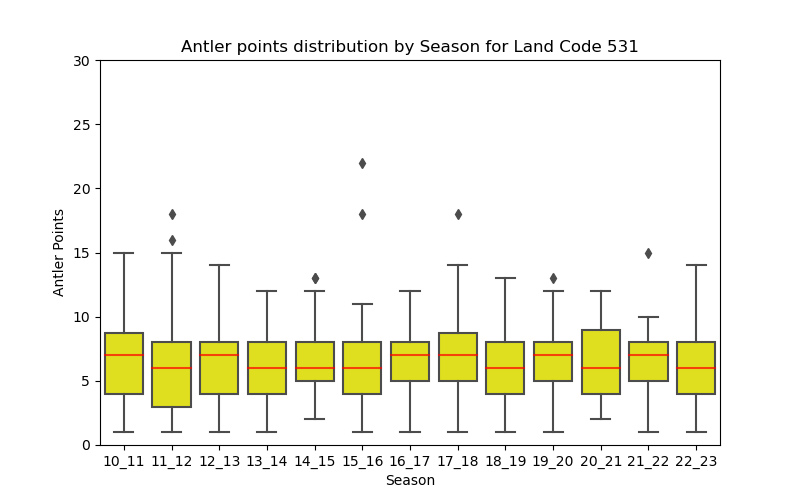 Antler points distribution by Season for Land Code 531
30
25
20
15
10
5
0
Antler Points
10_11 11_12 12_13 13_14 14_15 15_16 16_17 17_18 18_19 19_20 20_21 21_22 22_23
Season